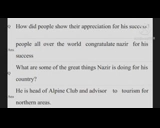 How did people show their appreciation for his success
people all over the world congratulate nazir for his
success
What are some of the great things Nazir is doing for his
country?
He is head of Alpine Club and advisor to tourism for
northern areas.